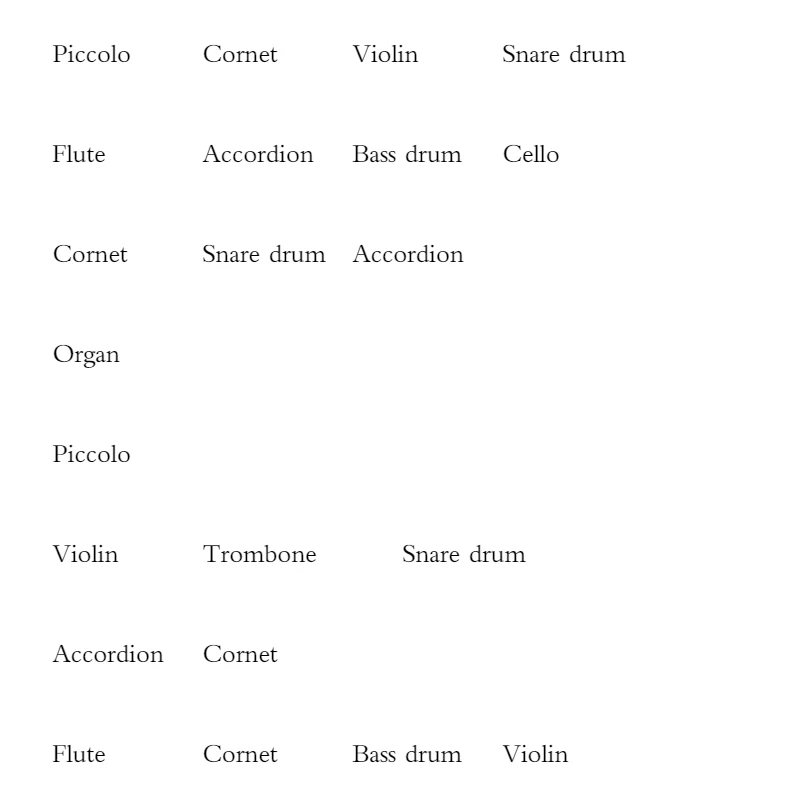 Piccolo Cornet Violin Snare drum
Flute Accordion Bass drum Cello
Cornet Snare drum Accordion
Organ
Piccolo
Violin Trombone Snare drum
Accordion Cornet
Flute Cornet Bass drum Violin